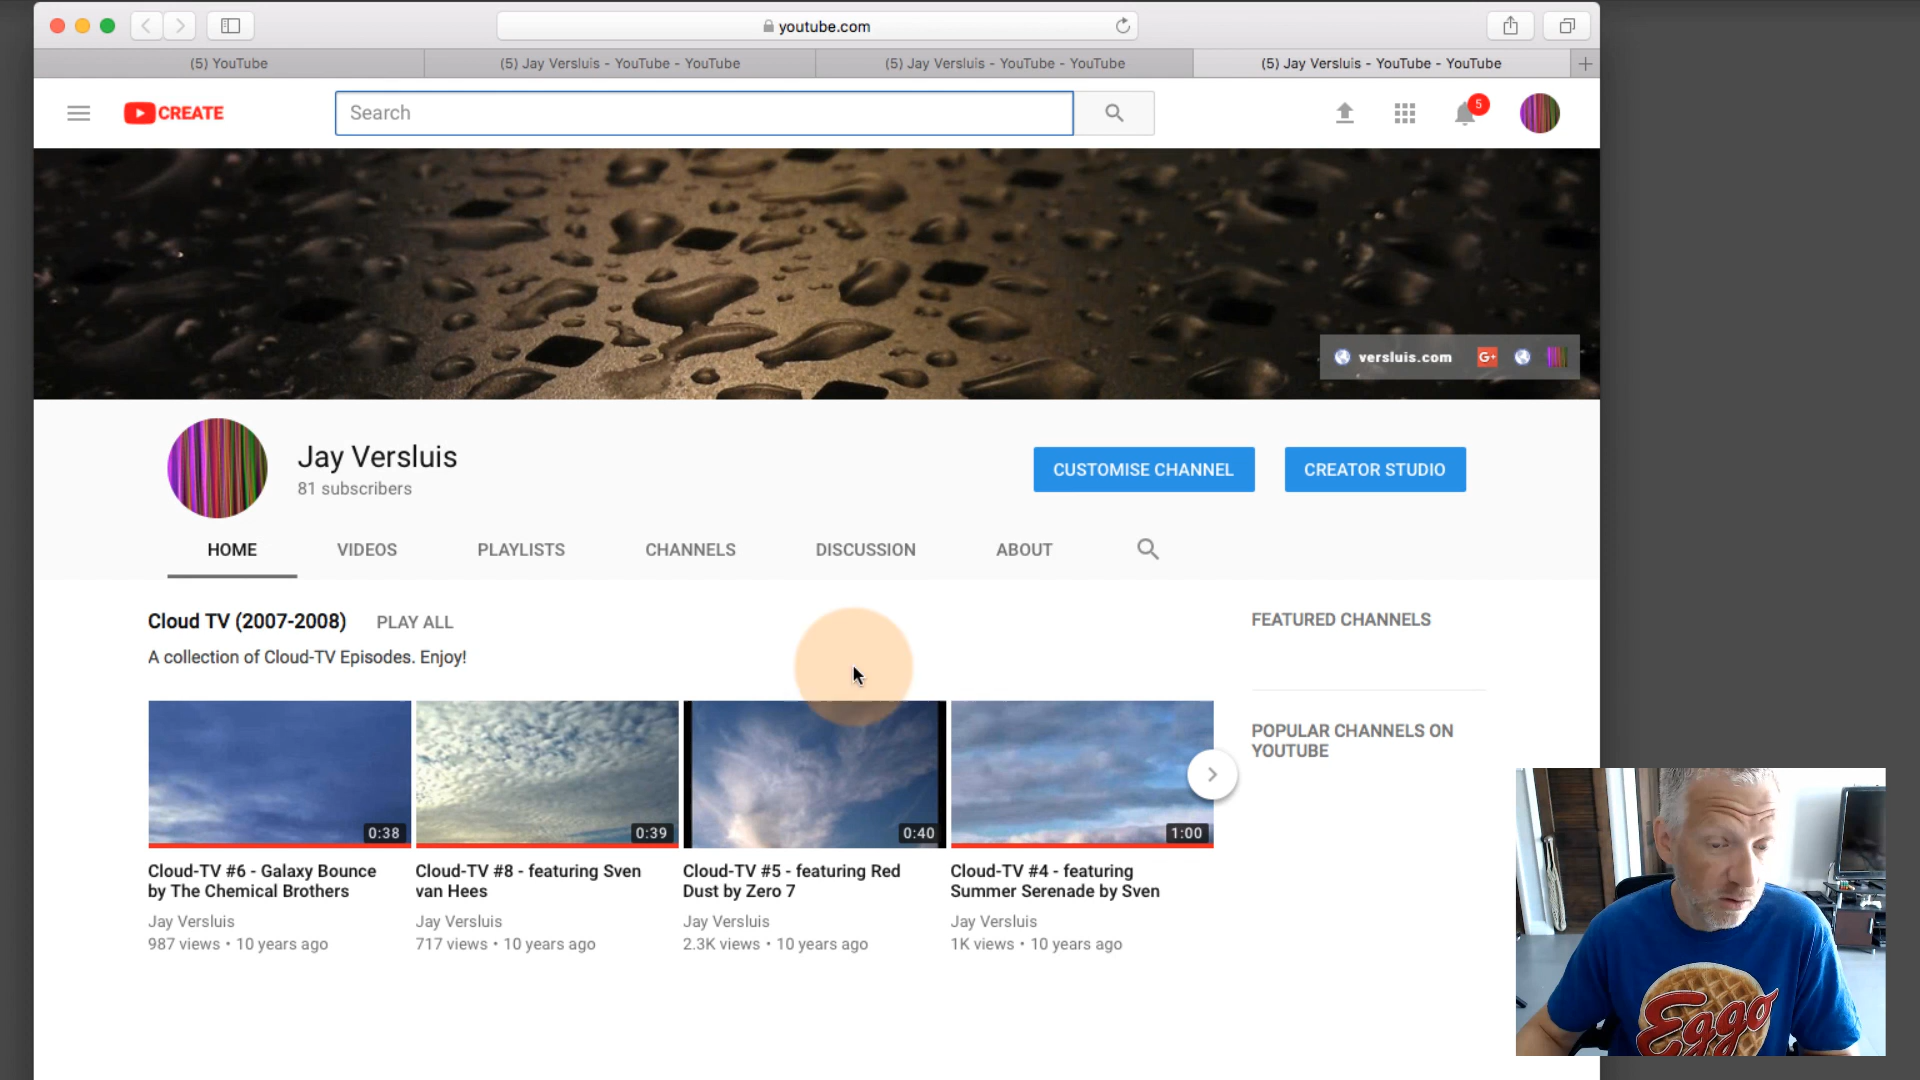 youtube.com
(5) YouTube
(5) Jay Versluis - YouTube - YouTube
(5) Jay Versluis - YouTube - YouTube
(5) Jay Versluis - YouTube - YouTube
CREATE
Search
5
versluis.com
G+
Jay Versluis
81 subscribers
CUSTOMISE CHANNEL
CREATOR STUDIO
HOME
VIDEOS
PLAYLISTS
CHANNELS
DISCUSSION
ABOUT
Cloud TV (2007-2008)
PLAY ALL
A collection of Cloud-TV Episodes. Enjoy!
FEATURED CHANNELS
POPULAR CHANNELS ON
YOUTUBE
0:38
0:39
0:40
1:00
Cloud-TV #6 - Galaxy Bounce
by The Chemical Brothers
Jay Versluis
987 views • 10 years ago
Cloud-TV #8 - featuring Sven
van Hees
Jay Versluis
717 views • 10 years ago
Cloud-TV #5 - featuring Red
Dust by Zero 7
Jay Versluis
2.3K views • 10 years ago
Cloud-TV #4 - featuring
Summer Serenade by Sven
Jay Versluis
1K views • 10 years ago
Eggo